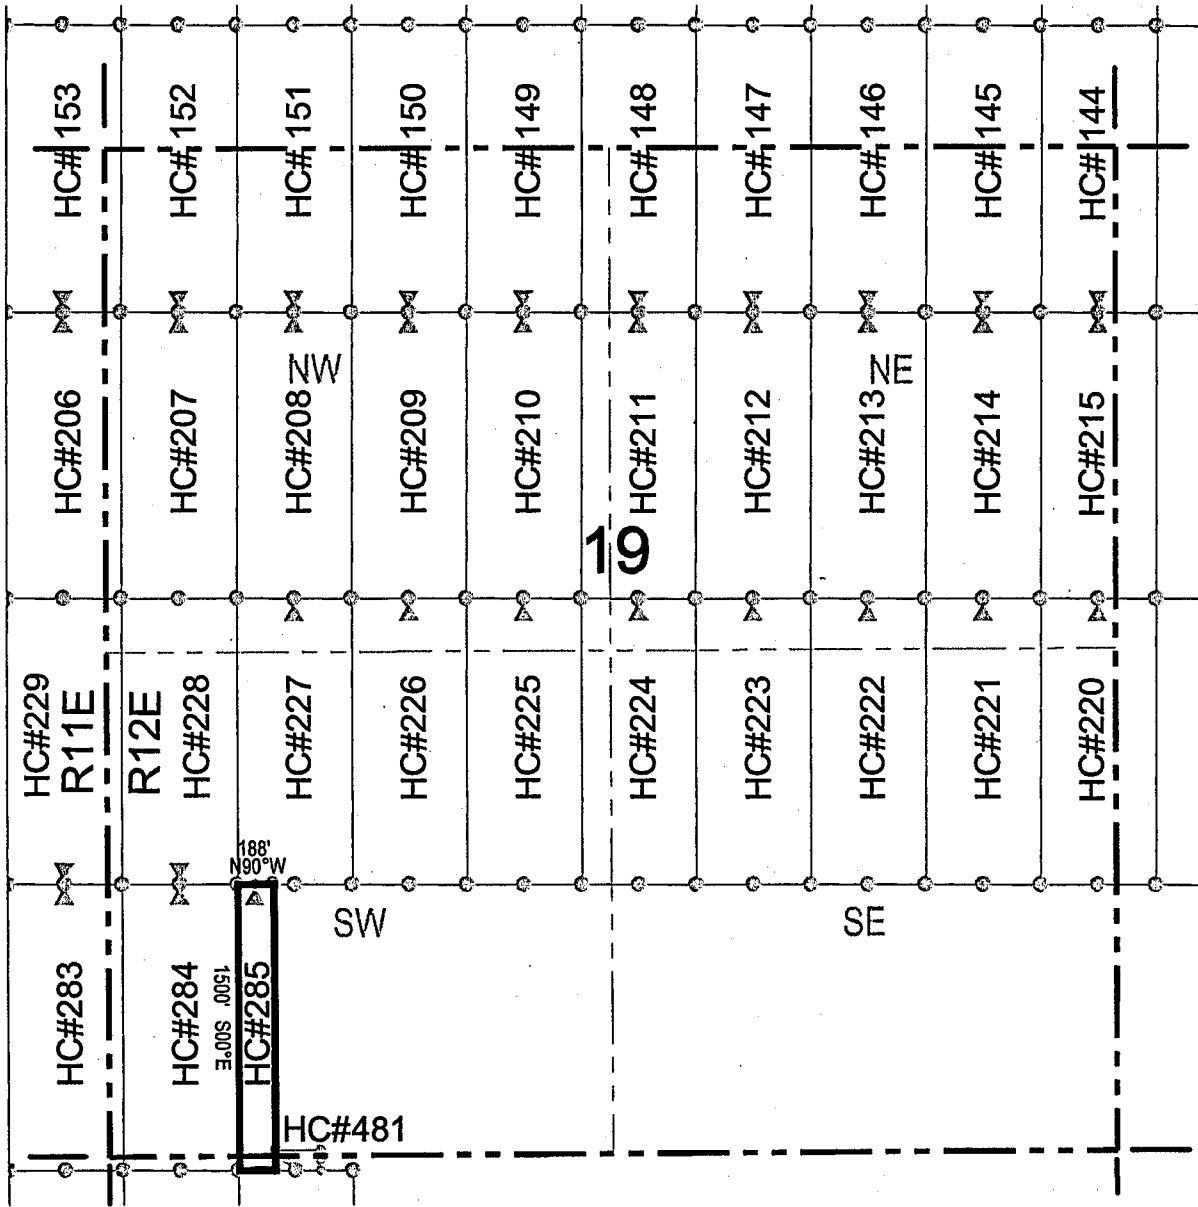 HC# 153
HC# 152
HC# 151
HC# 150
HC# 149
HC# 148
HC# 147
HC# 146
HC# 145
HC# 144
NW
NE
HC#206
HC#207
HC#208
HC#209
HC#210
HC#211
HC#212
HC#213
HC#214
HC#215
19
HC#229
R11E
R12E
HC#228
HC#227
HC#226
HC#225
HC#224
HC#223
HC#222
HC#221
HC#220
188'
N90°W
SW
SE
HC#283
HC#284
1500' S00°E
HC#285
HC#481